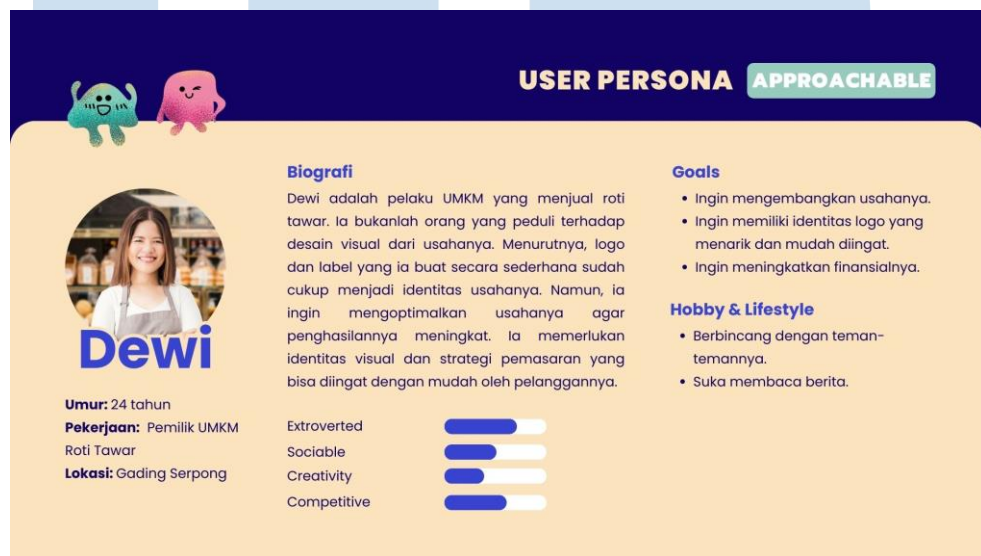 USER PERSONA APPROACHABLE
Dewi
Umur: 24 tahun
Pekerjaan: Pemilik UMKM
Roti Tawar
Lokasi: Gading Serpong
Biografi
Dewi adalah pelaku UMKM yang menjual roti
tawar. Ia bukanlah orang yang peduli terhadap
desain visual dari usahanya. Menurutnya, logo
dan label yang ia buat secara sederhana sudah
cukup menjadi identitas usahanya. Namun, ia
ingin mengoptimalkan usahanya agar
penghasilannya meningkat. Ia memerlukan
identitas visual dan strategi pemasaran yang
bisa diingat dengan mudah oleh pelanggannya.
Extroverted
Sociable
Creativity
Competitive
Goals
• Ingin mengembangkan usahanya.
• Ingin memiliki identitas logo yang
menarik dan mudah diingat.
• Ingin meningkatkan finansialnya.
Hobby & Lifestyle
• Berbincang dengan teman-
temannya.
• Suka membaca berita.